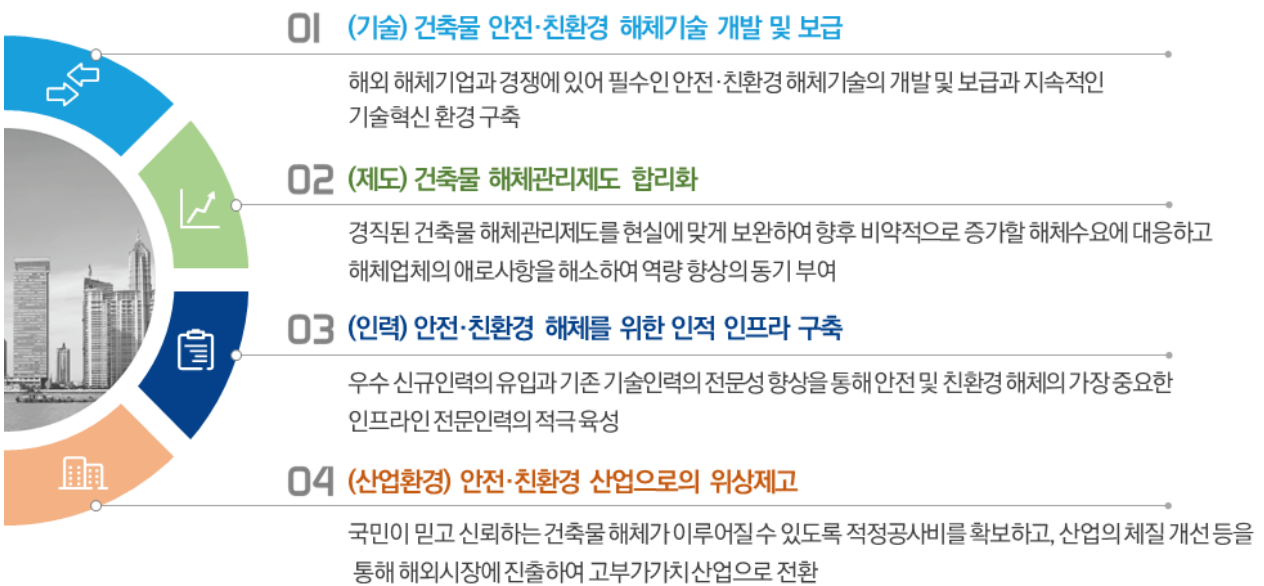 01 (기술) 건축물 안전·친환경 해체기술 개발 및 보급
해외 해체기업과 경쟁에 있어 필수인 안전·친환경 해체기술의 개발 및 보급과 지속적인
기술혁신 환경 구축
02 (제도) 건축물 해체관리제도 합리화
경직된 건축물 해체관리제도를 현실에 맞게 보완하여 향후 비약적으로 증가할 해체수요에 대응하고
해체업체의 애로사항을 해소하여 역량 향상의 동기 부여
03 (인력) 안전·친환경 해체를 위한 인적 인프라 구축
우수 신규인력의 유입과 기존 기술인력의 전문성 향상을 통해 안전 및 친환경 해체의 가장 중요한
인프라인 전문인력의 적극 육성
04 (산업환경) 안전·친환경 산업으로의 위상제고
국민이 믿고 신뢰하는 건축물 해체가 이루어질 수 있도록 적정공사비를 확보하고, 산업의 체질 개선 등을
통해 해외시장에 진출하여 고부가가치 산업으로 전환